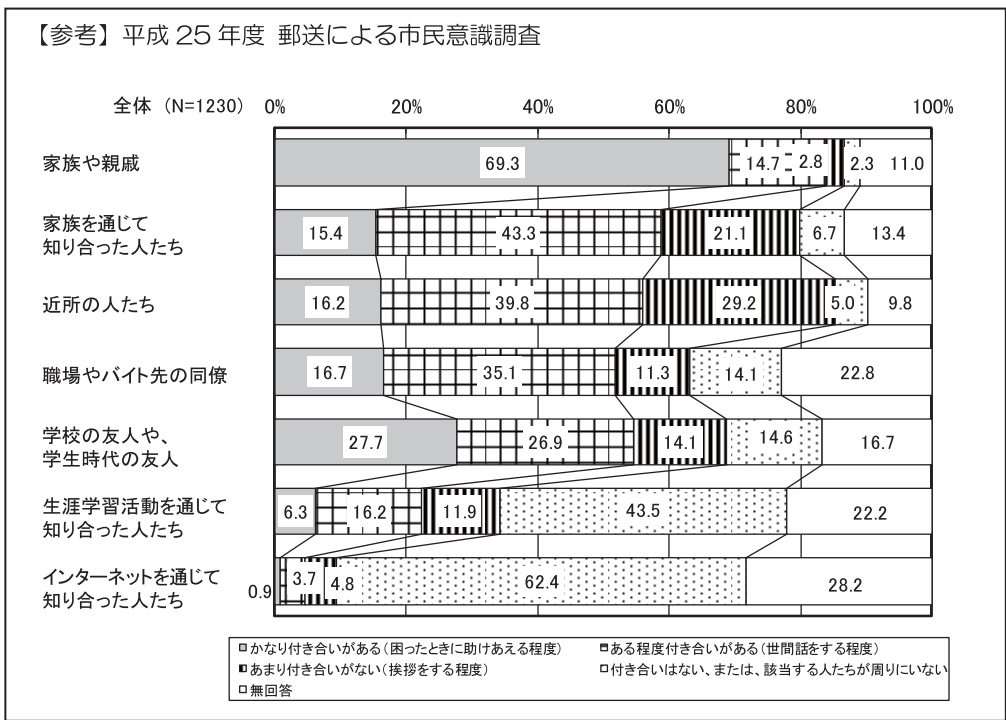 【参考】平成 25 年度 郵送による市民意識調査
全体 (N=1230) 0% 20% 40% 60% 80% 100%
家族や親戚 69.3 14.7 2.8 2.3 11.0
家族を通じて
知り合った人たち 15.4 43.3 21.1 6.7 13.4
近所の人たち 16.2 39.8 29.2 5.0 9.8
職場やバイト先の同僚 16.7 35.1 11.3 14.1 22.8
学校の友人や、
学生時代の友人 27.7 26.9 14.1 14.6 16.7
生涯学習活動を通じて
知り合った人たち 6.3 16.2 11.9 43.5 22.2
インターネットを通じて
知り合った人たち 0.9 3.7 4.8 62.4 28.2
かなり付き合いがある(困ったときに助けあえる程度) ある程度付き合いがある(世間話をする程度)
あまり付き合いがない(挨拶をする程度) 付き合いはない、または、該当する人たちが周りにいない
無回答